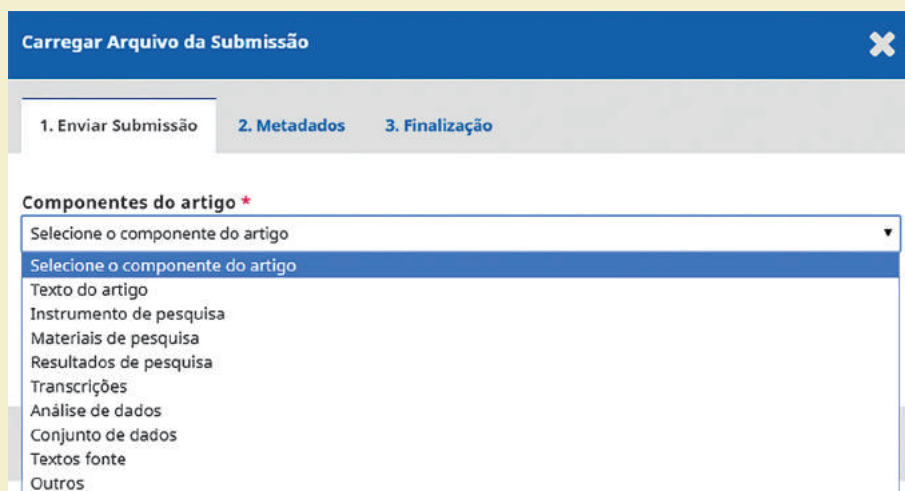 Carregar Arquivo da Submissão
1. Enviar Submissão 2. Metadados 3. Finalização
Componentes do artigo *
Selecione o componente do artigo
Selecione o componente do artigo
Texto do artigo
Instrumento de pesquisa
Materiais de pesquisa
Resultados de pesquisa
Transcrições
Análise de dados
Conjunto de dados
Textos fonte
Outros